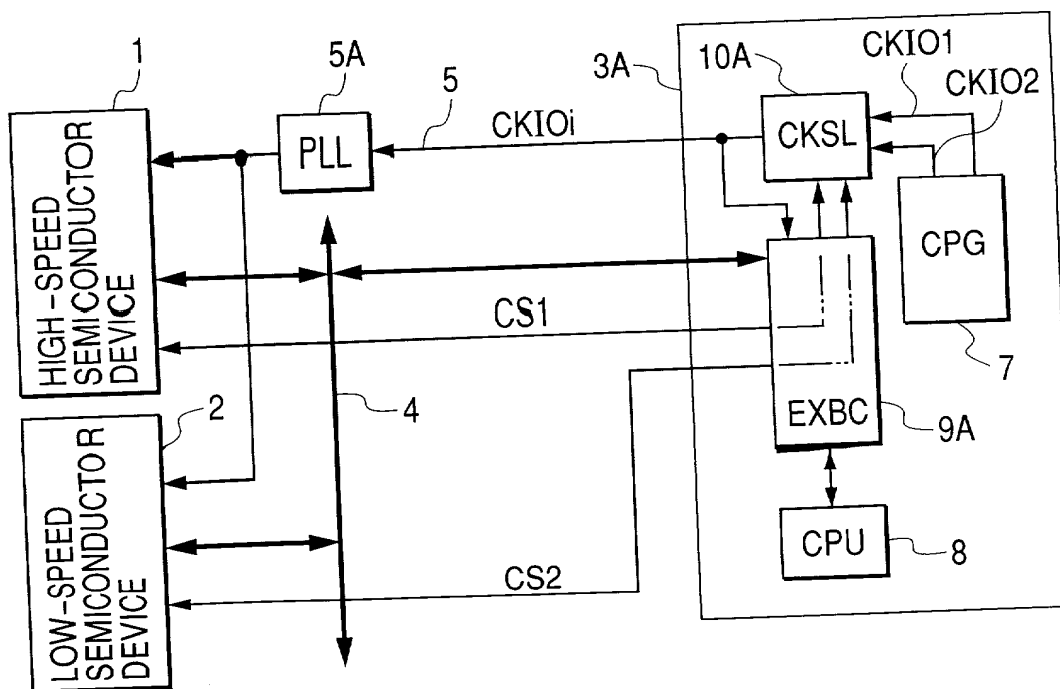 1
5A
5
3A
10A
CKIO1
CKIO2
CKIOi
PLL
CKSL
CPG
HIGH-SPEED
SEMICONDUCTOR
DEVICE
CS1
7
2
4
EXBC
9A
LOW-SPEED
SEMICONDUCTOR
DEVICE
CPU
8
CS2